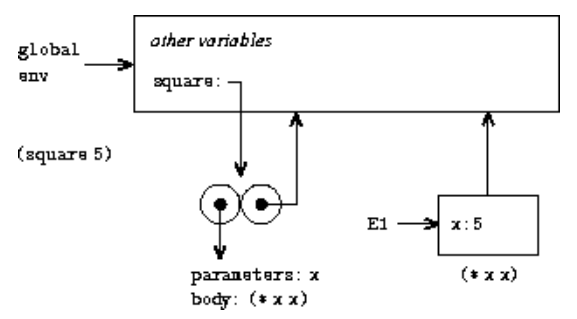 other variables
global
env
square:
(square 5)
E1
x:5
parameters: x
body: (* x x)
(* x x)